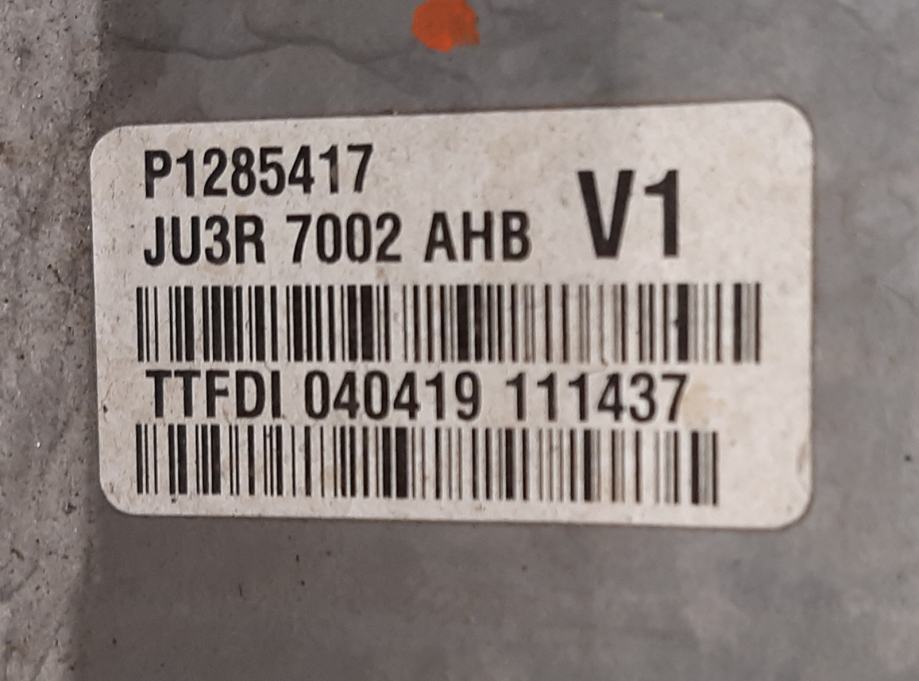 P1285417
JU3R 7002 AHB V1
TTFDI 040419 111437